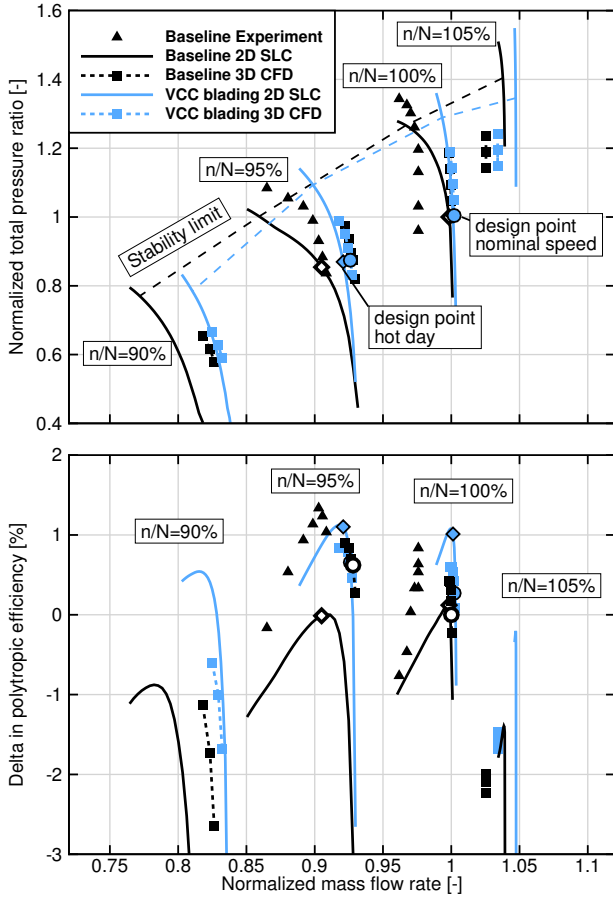 1.6
1.4
1.2
1
0.8
0.6
0.4
Normalized total pressure ratio [-]
Baseline Experiment
Baseline 2D SLC
Baseline 3D CFD
VCC blading 2D SLC
VCC blading 3D CFD
n/N=105%
n/N=100%
n/N=95%
Stability limit
n/N=90%
design point
nominal speed
design point
hot day
2
1
0
-1
-2
-3
Delta in polytropic efficiency [%]
n/N=95%
n/N=100%
n/N=90%
n/N=105%
0.75
0.8
0.85
0.9
0.95
1
1.05
1.1
Normalized mass flow rate [-]